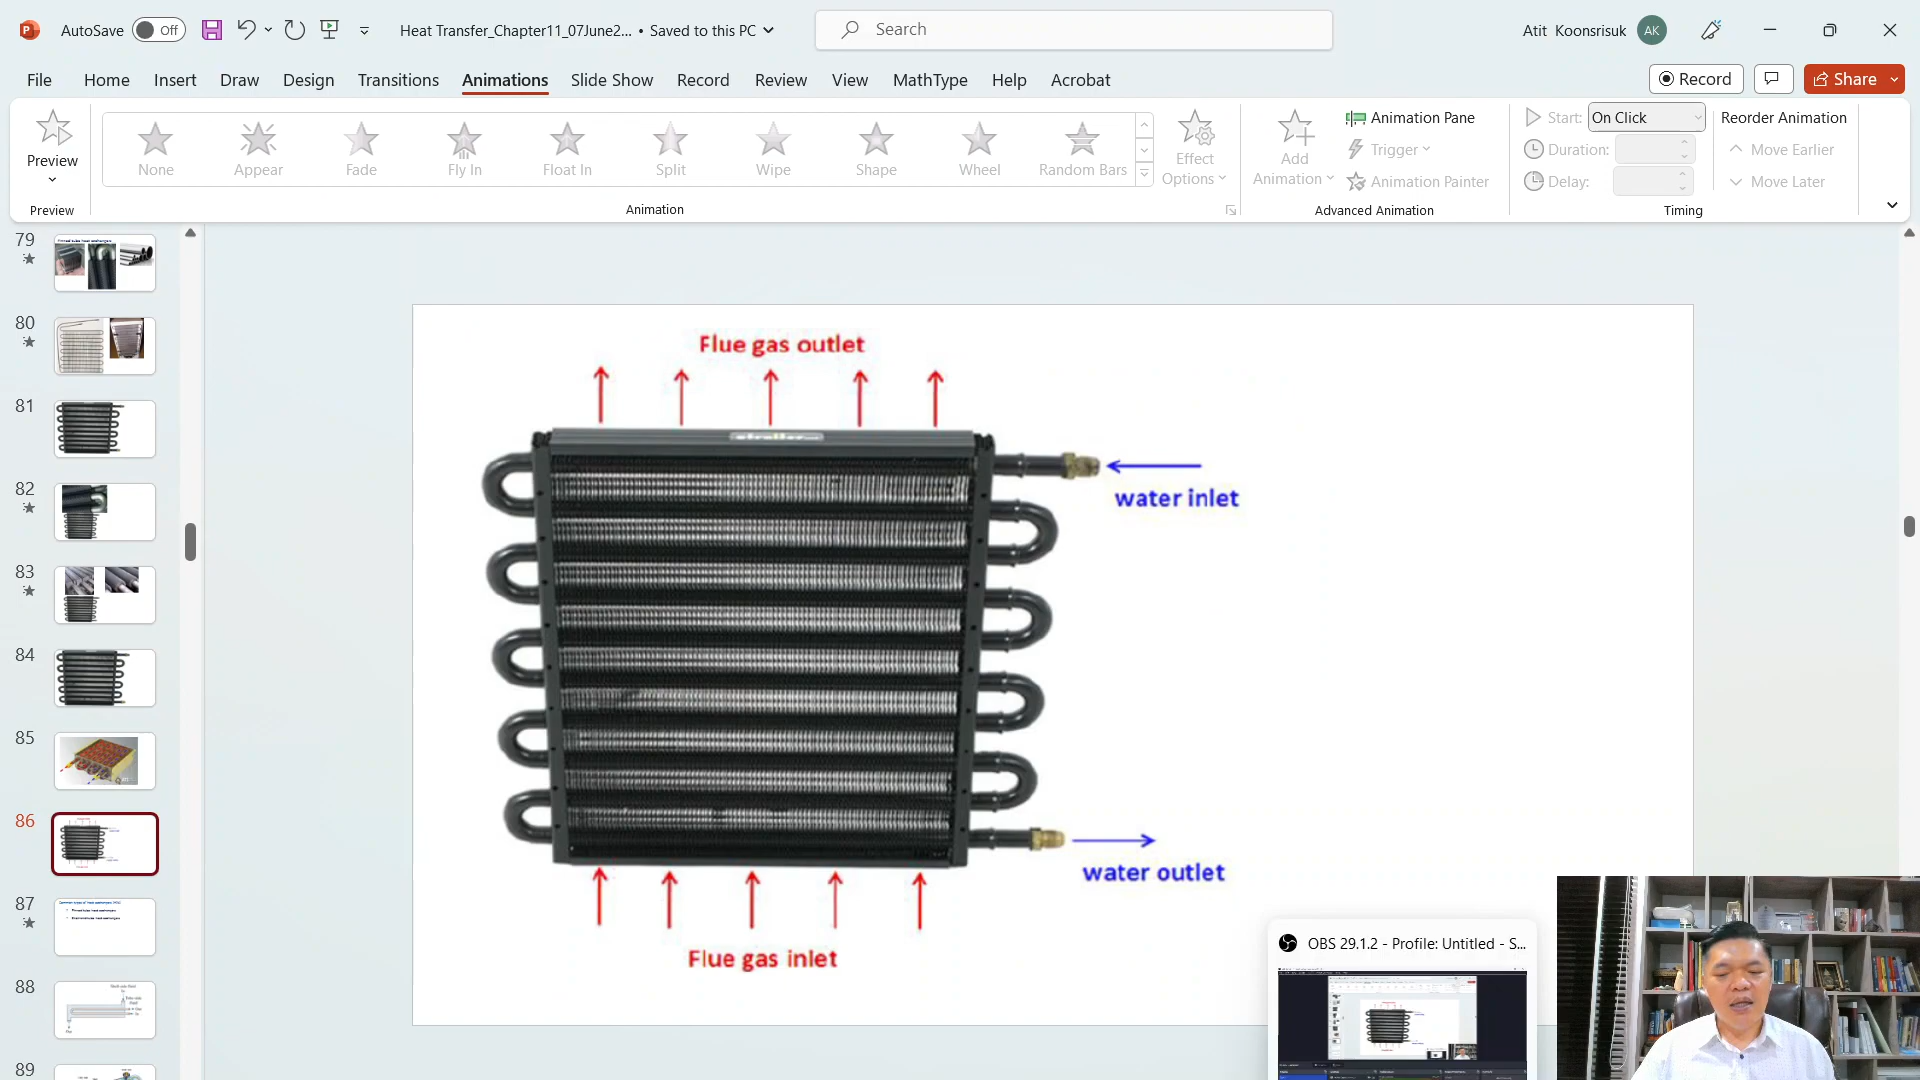 AutoSave Off
Heat Transfer_Chapter11_07June2... • Saved to this PC
Search
Atit Koonsrisuk AK
File Home Insert Draw Design Transitions Animations Slide Show Record Review View MathType Help Acrobat
Record Share
Preview
Preview
None Appear Fade Fly In Float In Split Wipe Shape Wheel Random Bars
Animation
Effect Options
Add Animation
Animation Pane
Trigger
Animation Painter
Advanced Animation
Start: On Click
Duration:
Delay:
Timing
Reorder Animation
Move Earlier
Move Later
79
80
81
82
83
84
85
86
87
88
89
Flue gas outlet
water inlet
water outlet
Flue gas inlet
OBS 29.1.2 - Profile: Untitled - S...